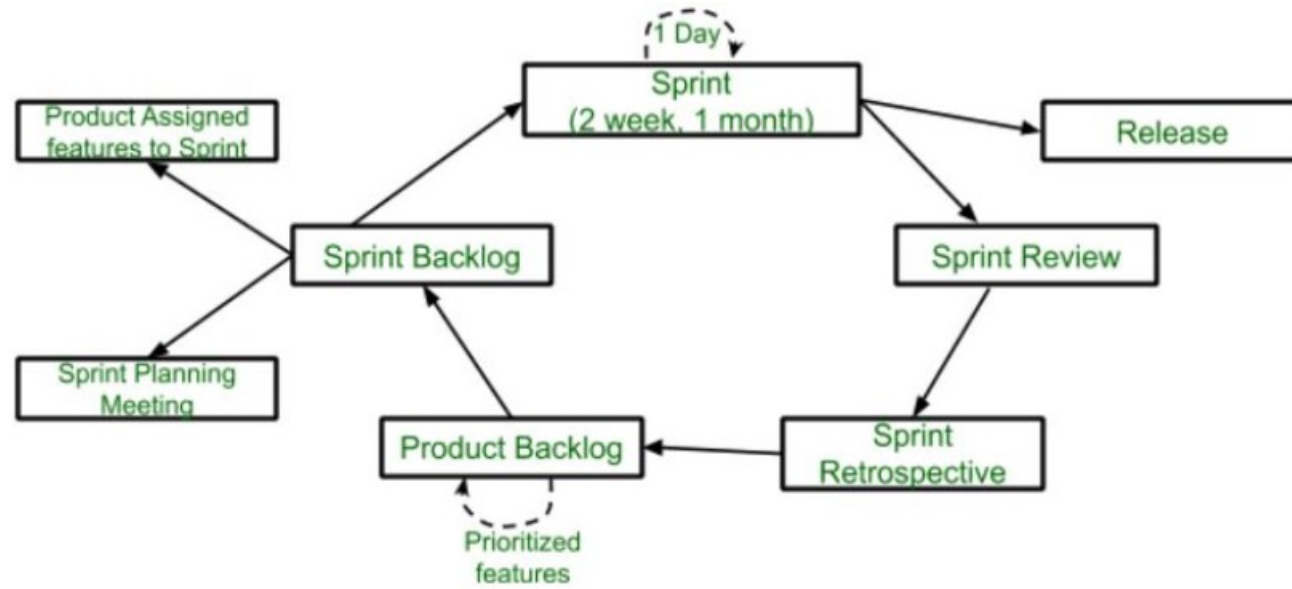 1 Day
Sprint
(2 week, 1 month)
Product Assigned
features to Sprint
Release
Sprint Backlog
Sprint Review
Sprint Planning
Meeting
Product Backlog
Sprint
Retrospective
Prioritized
features